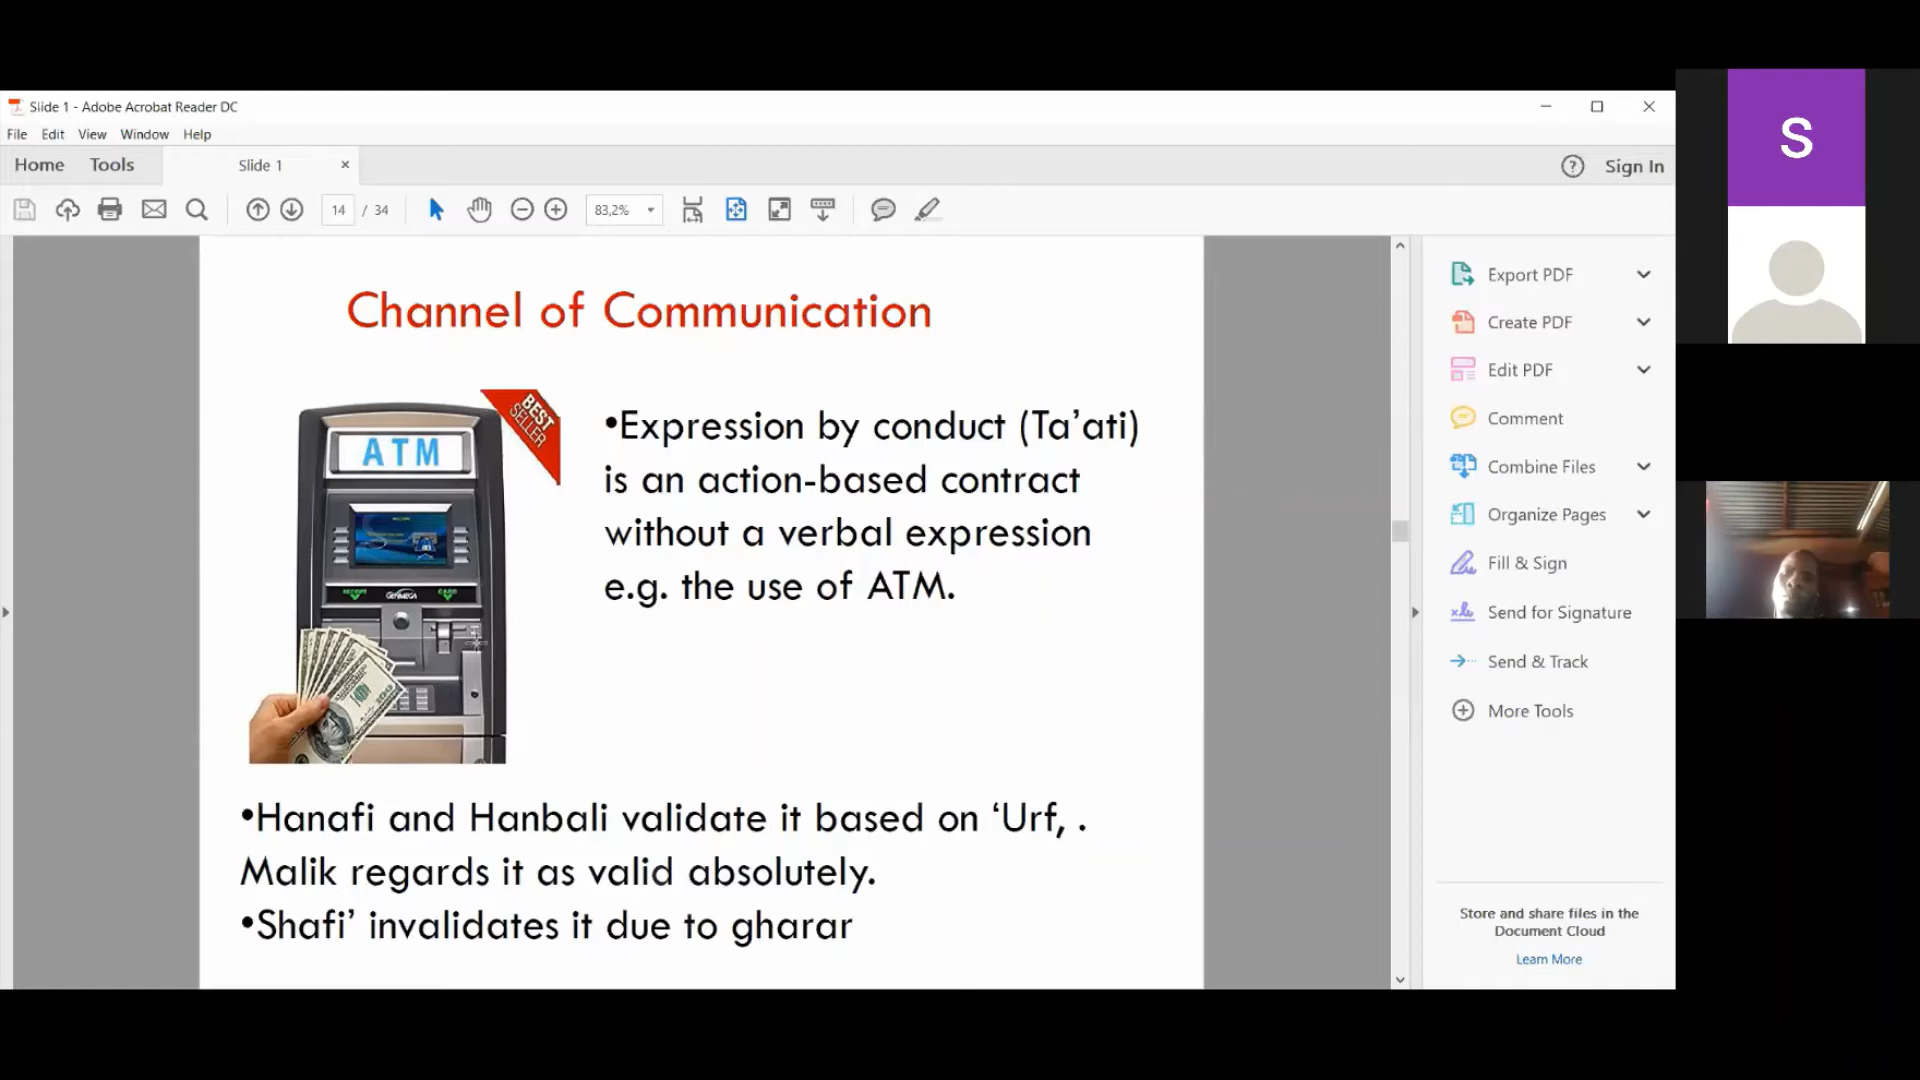 Slide 1 - Adobe Acrobat Reader DC
File Edit View Window Help
Home Tools Slide 1
Sign In
14 / 34 83,2%
Channel of Communication
ATM
BEST
SELLER
•Expression by conduct (Ta’ati)
is an action-based contract
without a verbal expression
e.g. the use of ATM.
•Hanafi and Hanbali validate it based on ‘Urf, .
Malik regards it as valid absolutely.
•Shafi’ invalidates it due to gharar
Export PDF
Create PDF
Edit PDF
Comment
Combine Files
Organize Pages
Fill & Sign
Send for Signature
Send & Track
More Tools
Store and share files in the
Document Cloud
Learn More
S